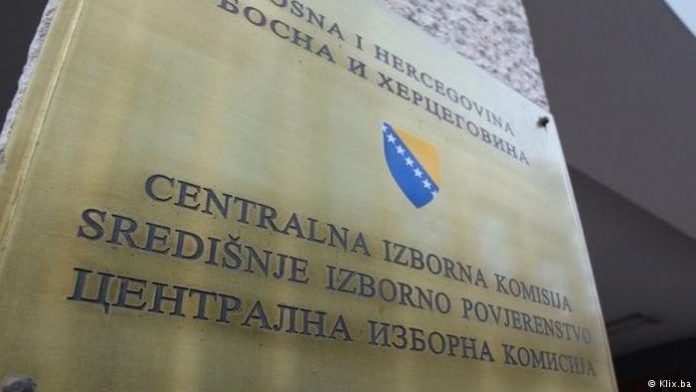 BOSNA I HERCEGOVINA
БОСНА И ХЕРЦЕГОВИНА
CENTRALNA IZBORNA KOMISIJA
SREDIŠNJE IZBORNO POVJERENSTVO
ЦЕНТРАЛНА ИЗБОРНА КОМИСИЈА
© Klix.ba